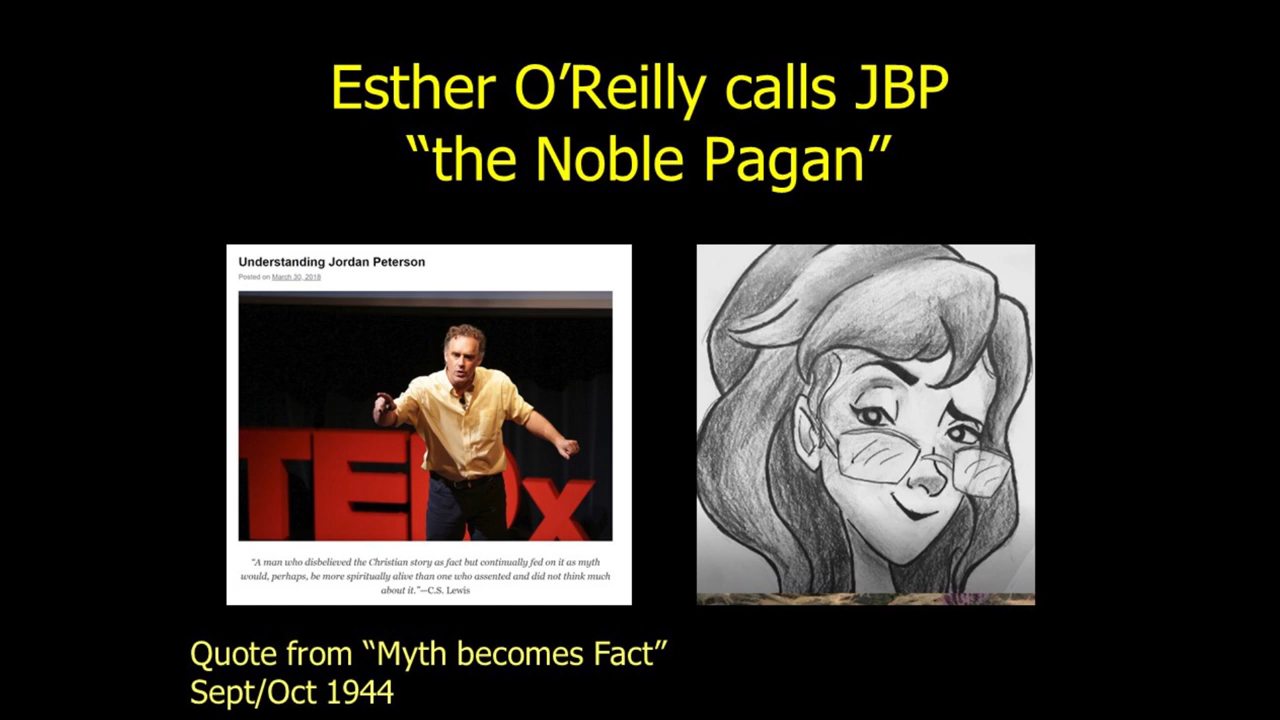 Esther O’Reilly calls JBP
“the Noble Pagan”
Understanding Jordan Peterson
Posted on March 30, 2018
TEDx
“A man who disbelieved the Christian story as fact but continually fed on it as myth
would, perhaps, be more spiritually alive than one who assented and did not think much
about it.”—C.S. Lewis
Quote from “Myth becomes Fact”
Sept/Oct 1944